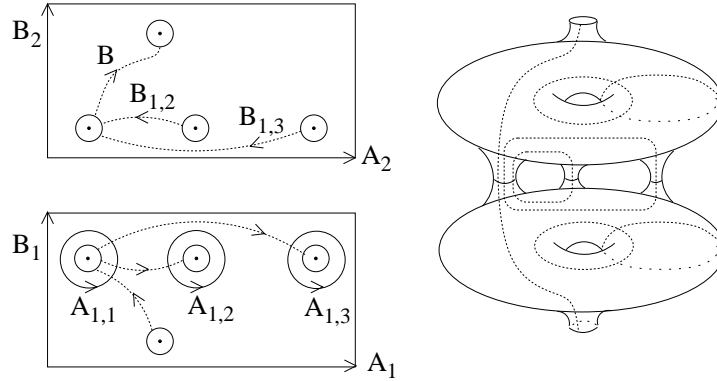 B₂
B
B₁,₂
B₁,₃
A₂
B₁
A₁,₁
A₁,₂
A₁,₃
A₁